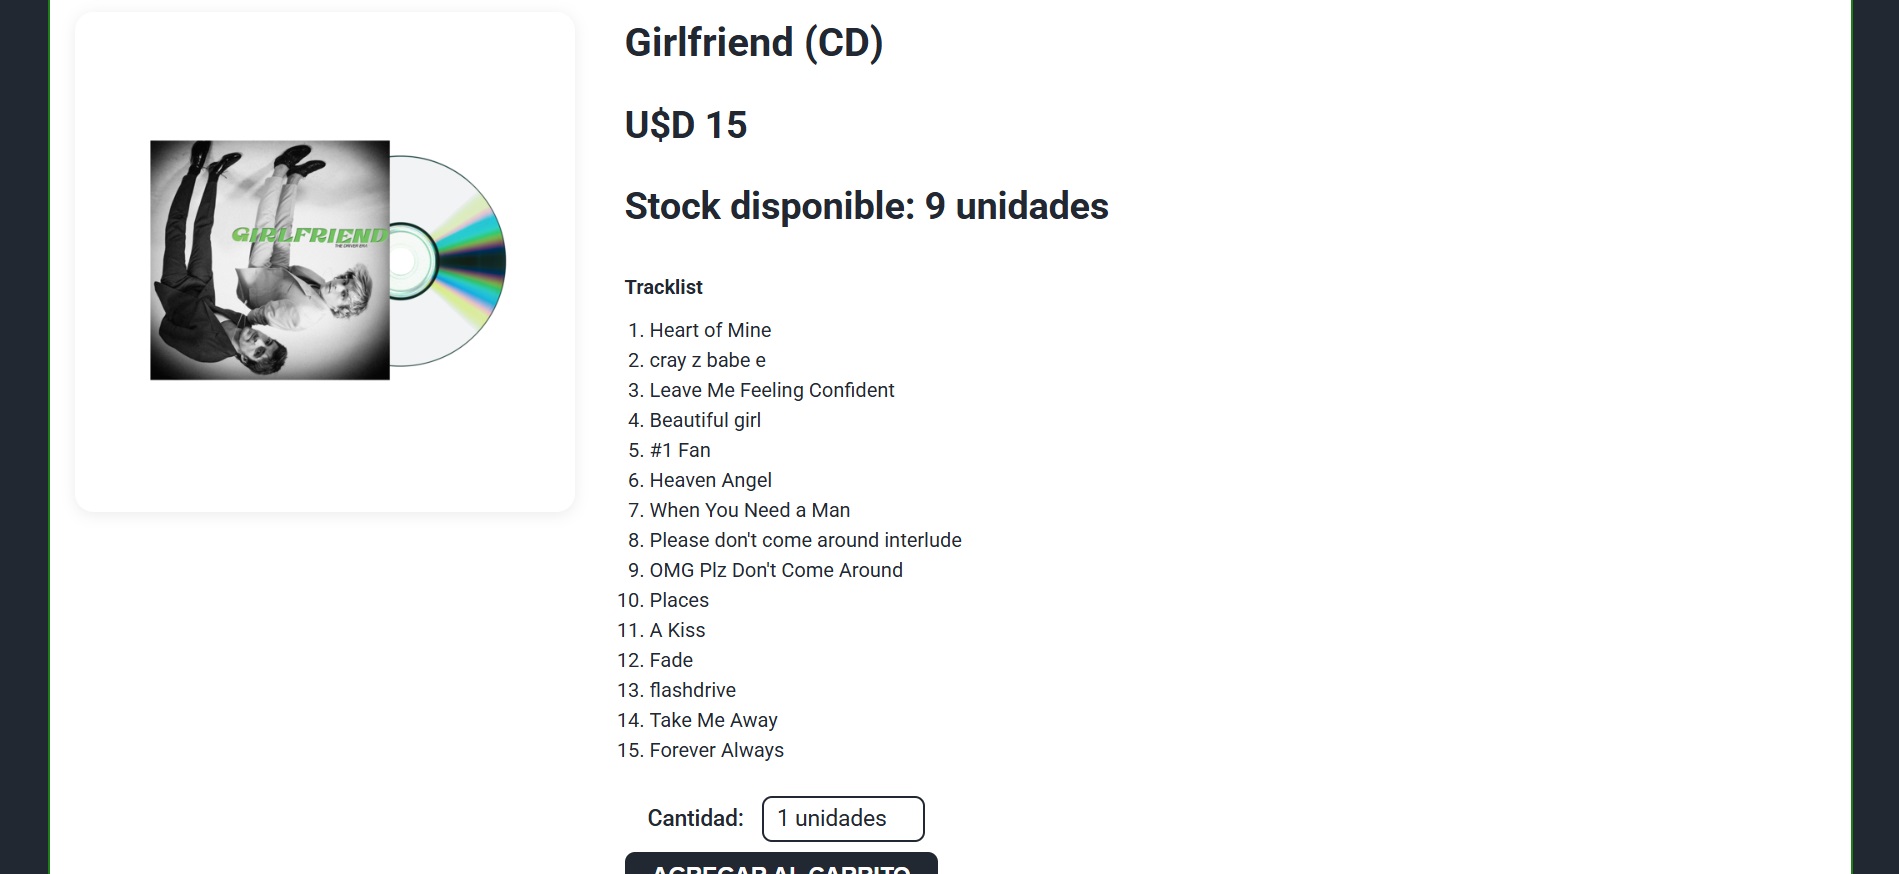 Girlfriend (CD)
U$D 15
Stock disponible: 9 unidades
GIRLFRIEND
THE DRIVER ERA
Tracklist
1. Heart of Mine
2. cray z babe e
3. Leave Me Feeling Confident
4. Beautiful girl
5. #1 Fan
6. Heaven Angel
7. When You Need a Man
8. Please don't come around interlude
9. OMG Plz Don't Come Around
10. Places
11. A Kiss
12. Fade
13. flashdrive
14. Take Me Away
15. Forever Always
Cantidad: 1 unidades
AGREGAR AL CARRITO